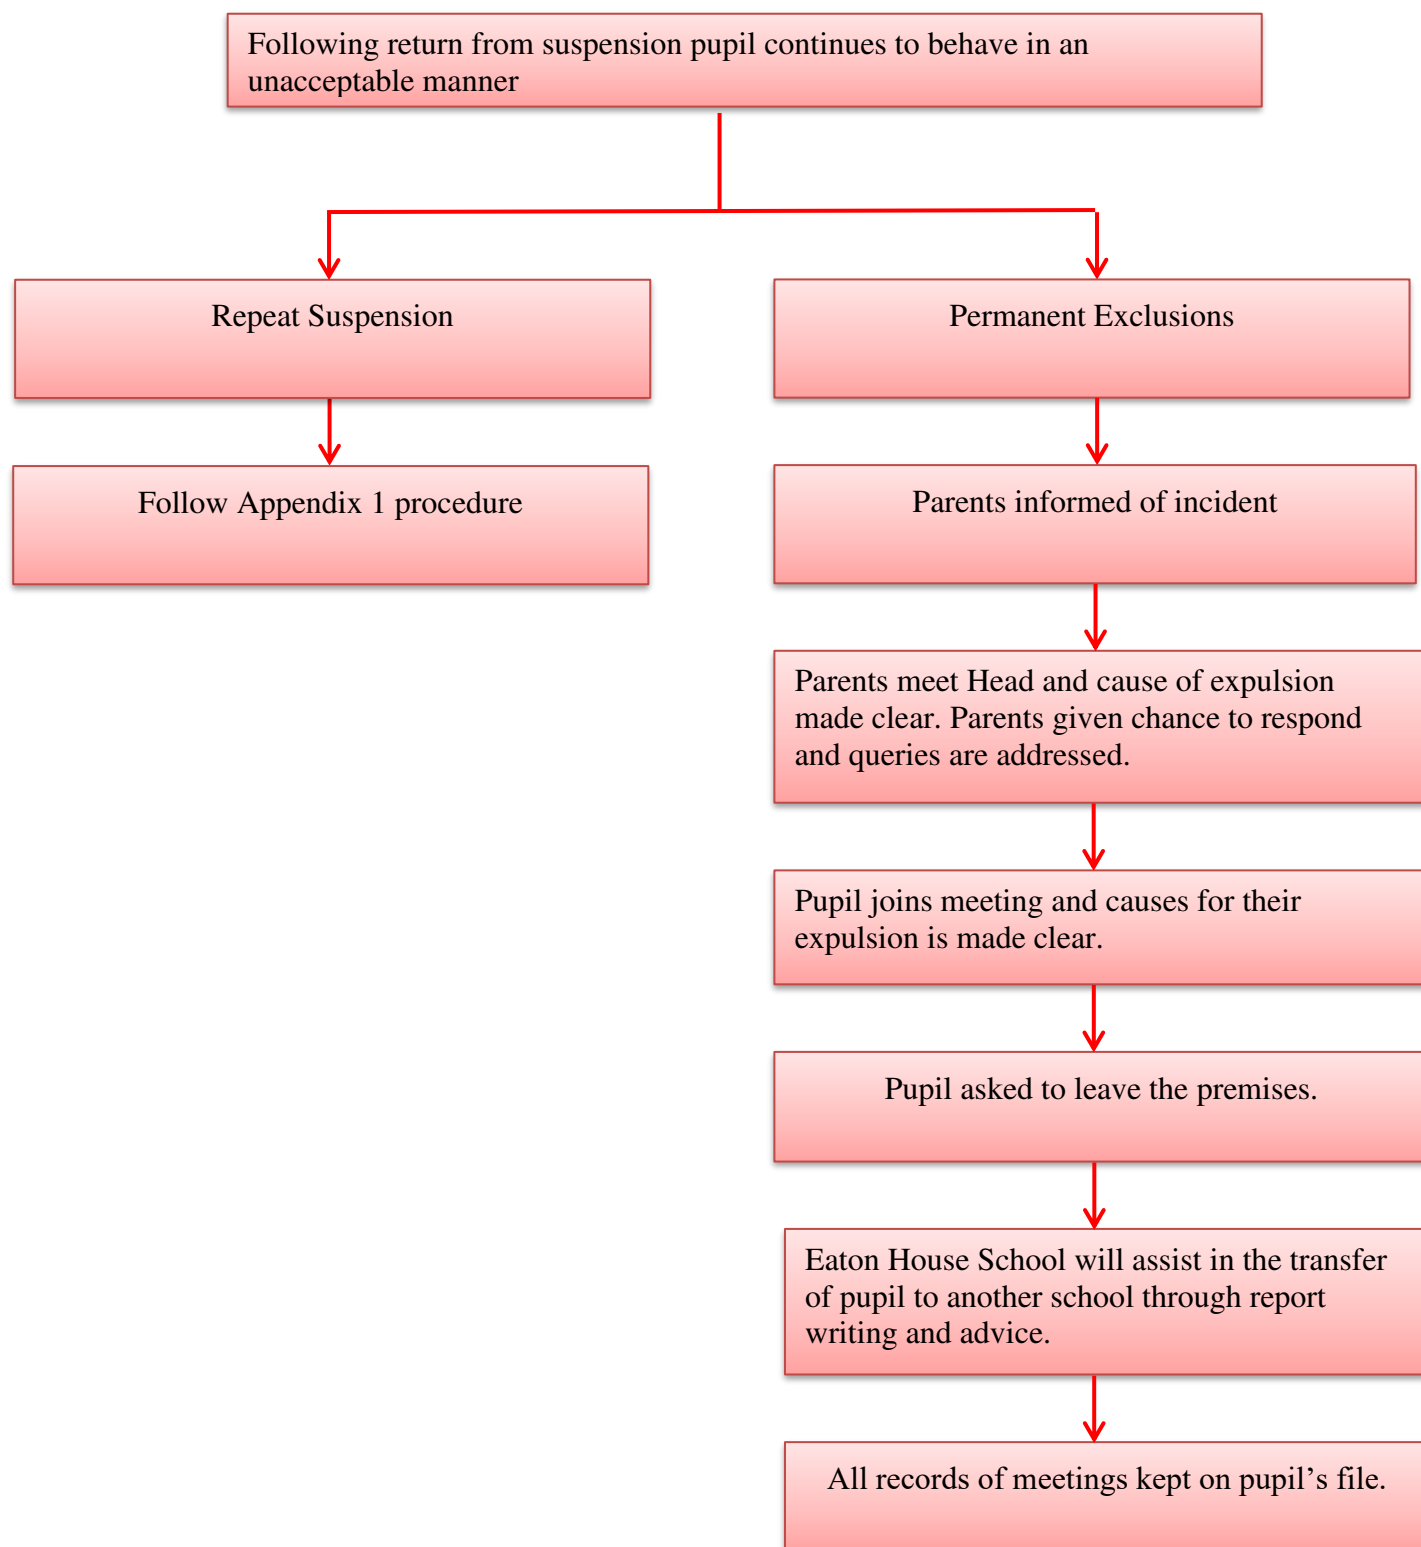 Following return from suspension pupil continues to behave in an
unacceptable manner
Repeat Suspension
Permanent Exclusions
Follow Appendix 1 procedure
Parents informed of incident
Parents meet Head and cause of expulsion
made clear. Parents given chance to respond
and queries are addressed.
Pupil joins meeting and causes for their
expulsion is made clear.
Pupil asked to leave the premises.
Eaton House School will assist in the transfer
of pupil to another school through report
writing and advice.
All records of meetings kept on pupil’s file.